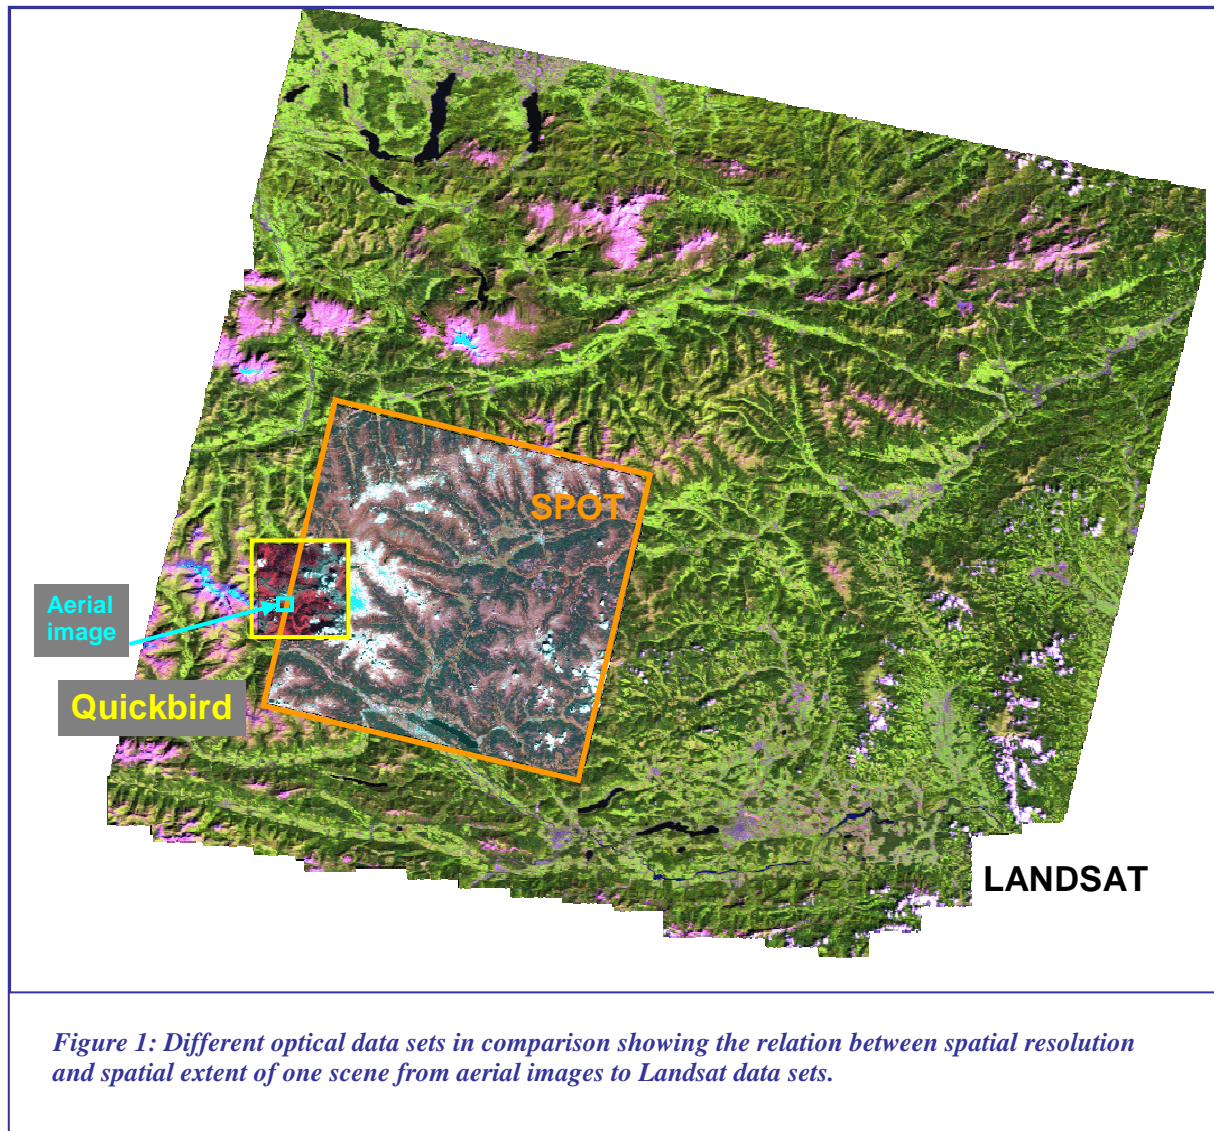 SPOT
Aerial
image
Quickbird
LANDSAT
Figure 1: Different optical data sets in comparison showing the relation between spatial resolution
and spatial extent of one scene from aerial images to Landsat data sets.